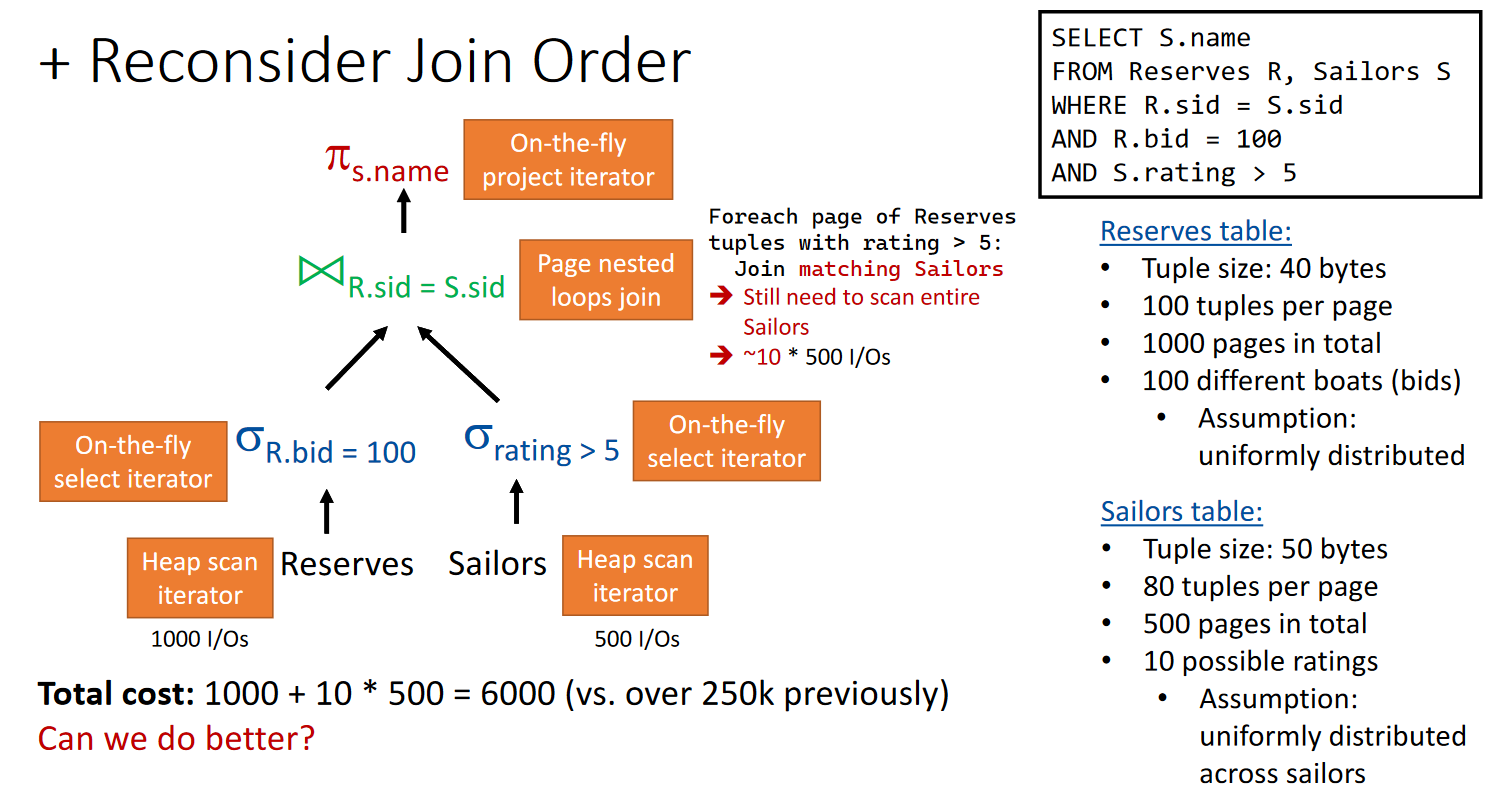 + Reconsider Join Order
SELECT S.name
FROM Reserves R, Sailors S
WHERE R.sid = S.sid
AND R.bid = 100
AND S.rating > 5
π s.name
On-the-fly
project iterator
⋈ R.sid = S.sid
Page nested
loops join
Foreach page of Reserves
tuples with rating > 5:
Join matching Sailors
➔ Still need to scan entire
Sailors
➔ ~10 * 500 I/Os
On-the-fly
select iterator
σ R.bid = 100
σ rating > 5
On-the-fly
select iterator
Heap scan
iterator
Reserves
Sailors
Heap scan
iterator
1000 I/Os
500 I/Os
Total cost: 1000 + 10 * 500 = 6000 (vs. over 250k previously)
Can we do better?
Reserves table:
• Tuple size: 40 bytes
• 100 tuples per page
• 1000 pages in total
• 100 different boats (bids)
• Assumption:
uniformly distributed
Sailors table:
• Tuple size: 50 bytes
• 80 tuples per page
• 500 pages in total
• 10 possible ratings
• Assumption:
uniformly distributed
across sailors